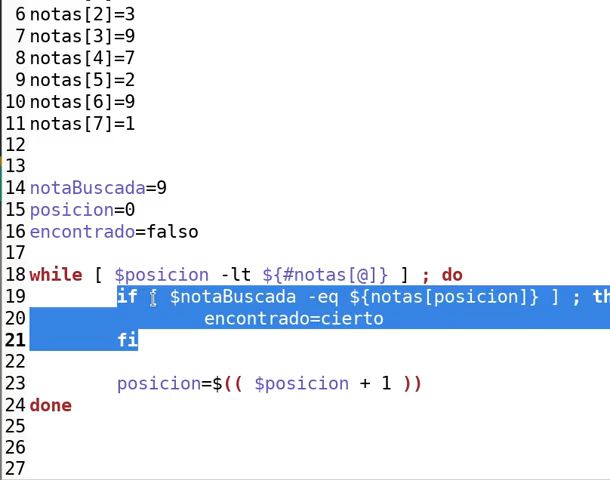 6 notas[2]=3
7 notas[3]=9
8 notas[4]=7
9 notas[5]=2
10 notas[6]=9
11 notas[7]=1
12
13
14 notaBuscada=9
15 posicion=0
16 encontrado=falso
17
18 while [ $posicion -lt ${#notas[@]} ] ; do
19 if [ $notaBuscada -eq ${notas[posicion]} ] ; th
20 encontrado=cierto
21 fi
22
23 posicion=$(( $posicion + 1 ))
24 done
25
26
27